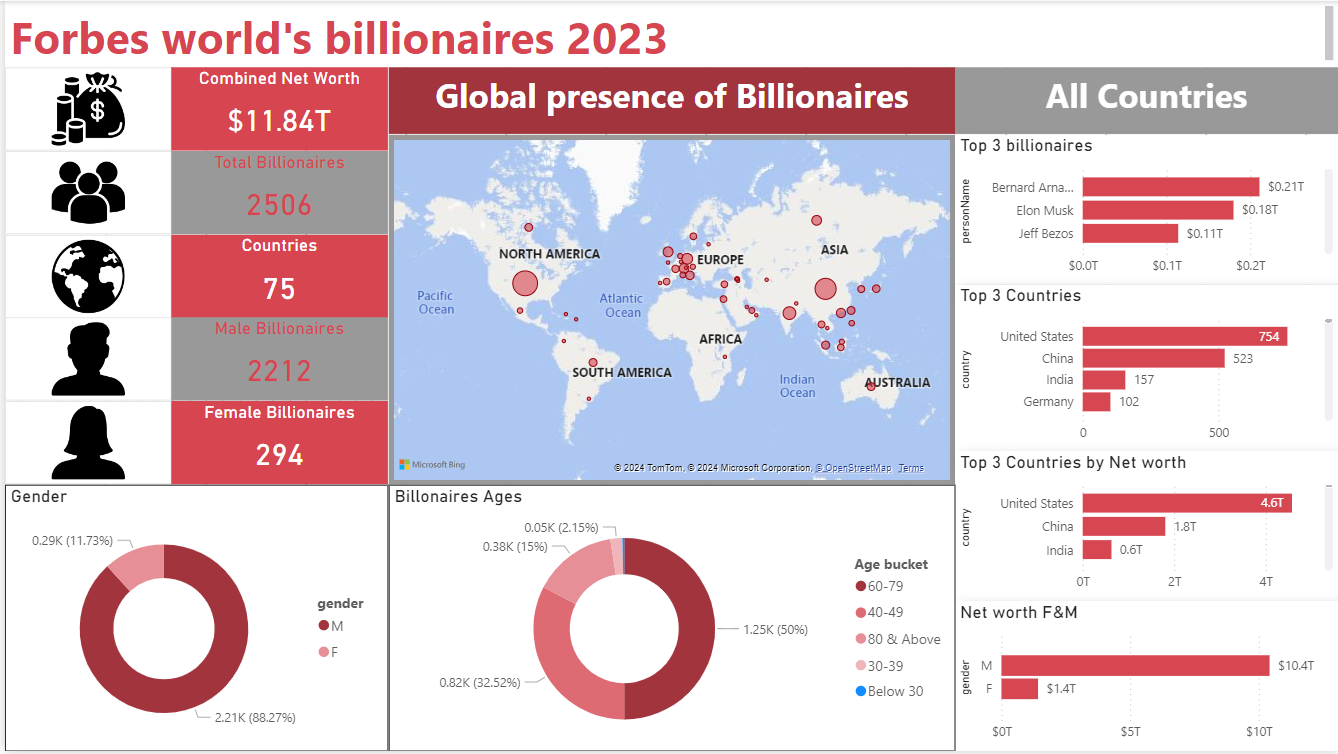 Forbes world's billionaires 2023
Combined Net Worth
$11.84T
Total Billionaires
2506
Countries
75
Male Billionaires
2212
Female Billionaires
294
Global presence of Billionaires
NORTH AMERICA
EUROPE
ASIA
Pacific
Ocean
Atlantic
Ocean
AFRICA
SOUTH AMERICA
Indian
Ocean
AUSTRALIA
Microsoft Bing
© 2024 TomTom, © 2024 Microsoft Corporation, © OpenStreetMap Terms
All Countries
Top 3 billionaires
personName
Bernard Arna... $0.21T
Elon Musk $0.18T
Jeff Bezos $0.11T
$0.0T $0.1T $0.2T
Top 3 Countries
country
United States 754
China 523
India 157
Germany 102
0 500
Top 3 Countries by Net worth
country
United States 4.6T
China 1.8T
India 0.6T
0T 2T 4T
Net worth F&M
gender
M $10.4T
F $1.4T
$0T $5T $10T
Gender
0.29K (11.73%)
2.21K (88.27%)
gender
M
F
Billonaires Ages
0.05K (2.15%)
0.38K (15%)
1.25K (50%)
0.82K (32.52%)
Age bucket
60-79
40-49
80 & Above
30-39
Below 30